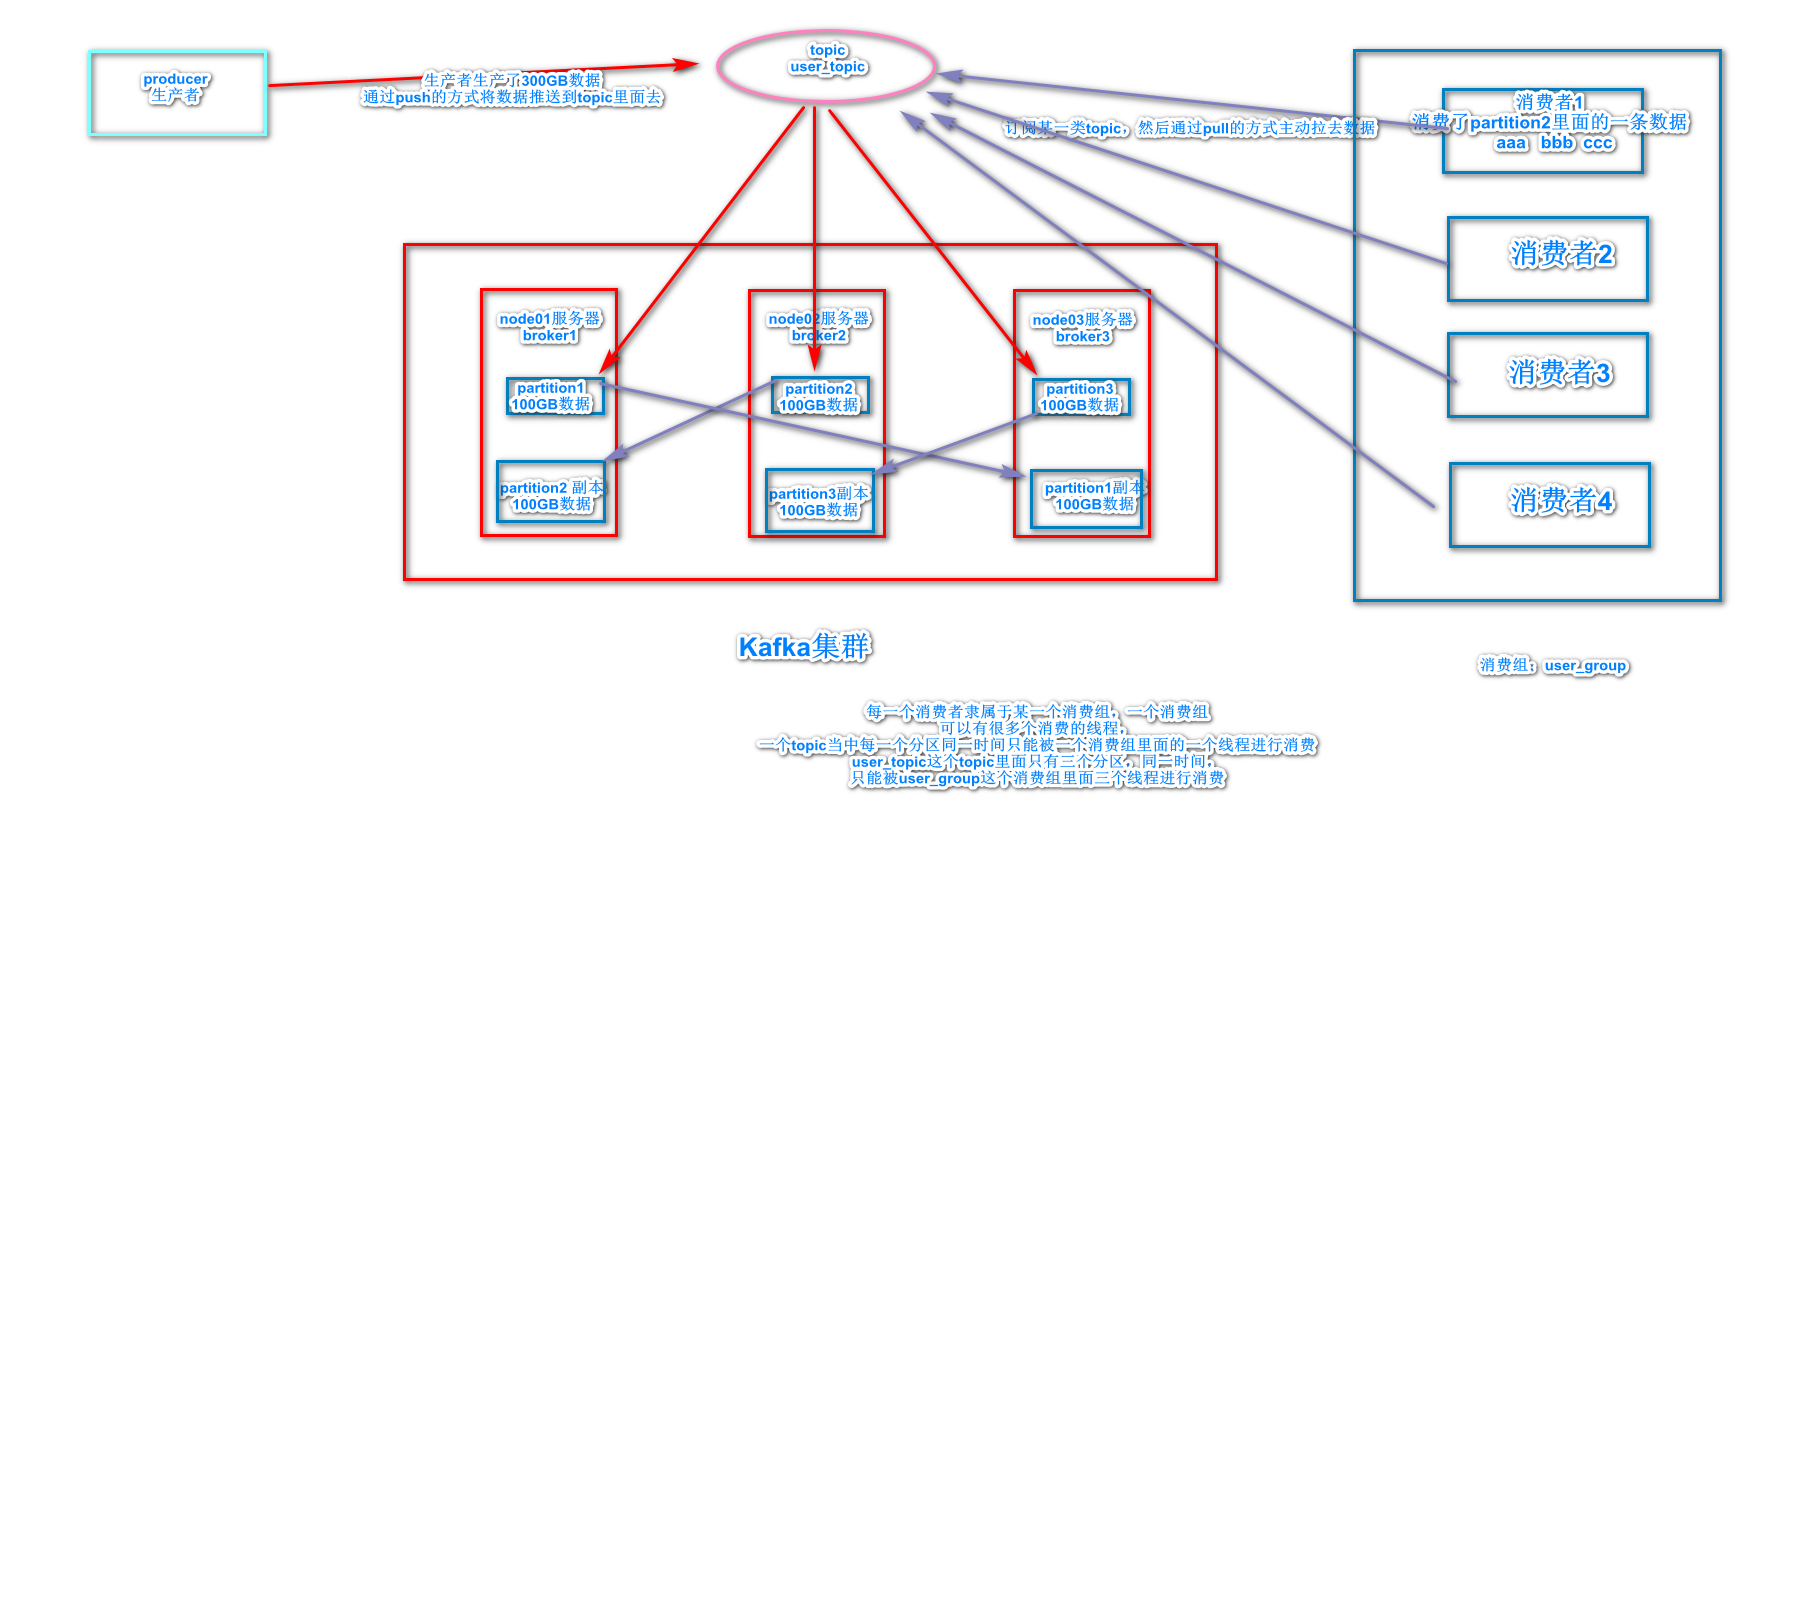 producer
生产者
生产者生产了300GB数据
通过push的方式将数据推送到topic里面去
topic
user_topic
订阅某一类topic，然后通过pull的方式主动拉去数据
消费者1
消费了partition2里面的一条数据
aaa bbb ccc
消费者2
消费者3
消费者4
node01服务器
broker1
partition1
100GB数据
partition2 副本
100GB数据
node02服务器
broker2
partition2
100GB数据
partition3副本
100GB数据
node03服务器
broker3
partition3
100GB数据
partition1副本
100GB数据
Kafka集群
消费组：user_group
每一个消费者隶属于某一个消费组，一个消费组
可以有很多个消费的线程，
一个topic当中每一个分区同一时间只能被一个消费组里面的一个线程进行消费
user_topic这个topic里面只有三个分区，同一时间，
只能被user_group这个消费组里面三个线程进行消费